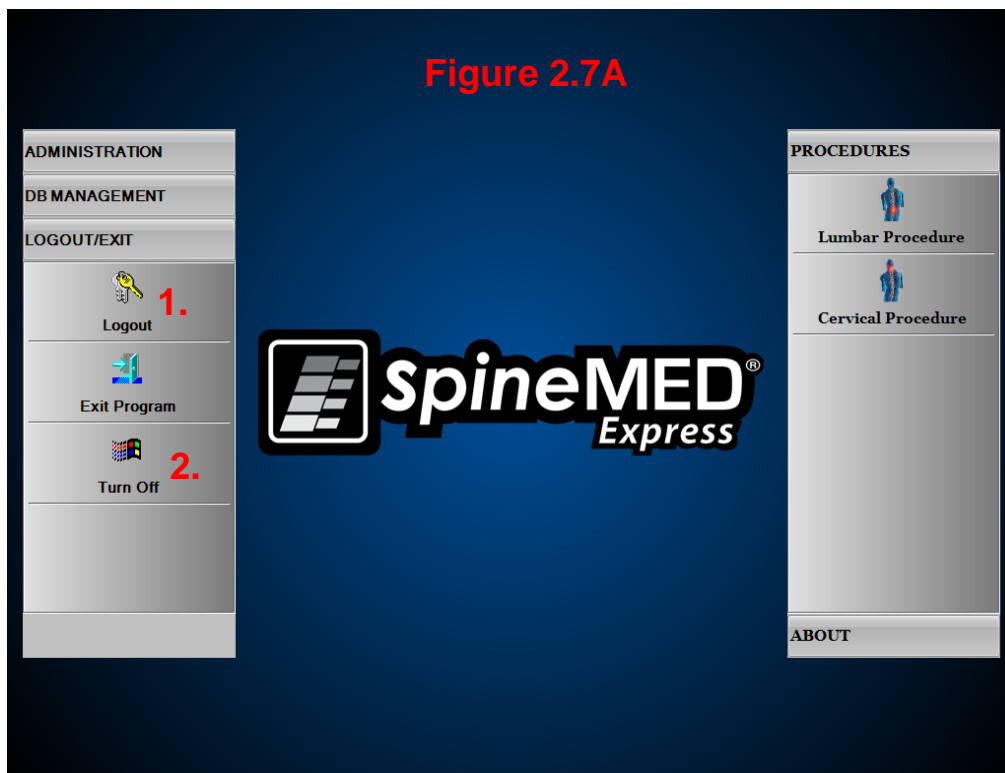 Figure 2.7A
ADMINISTRATION
DB MANAGEMENT
LOGOUT/EXIT
1.
Logout
Exit Program
2.
Turn Off
SpineMED®
Express
PROCEDURES
Lumbar Procedure
Cervical Procedure
ABOUT